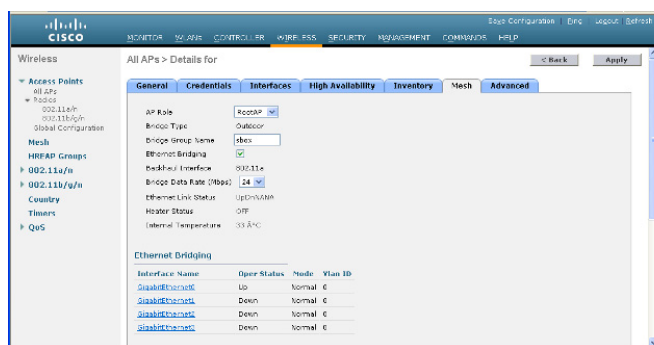 Save Configuration | Ping | Logout | Refresh
CISCO
MONITOR WLANs CONTROLLER WIRELESS SECURITY MANAGEMENT COMMANDS HELP
Wireless
All APs > Details for
< Back
Apply
Access Points
All APs
Radios
802.11a/n
802.11b/g/n
Global Configuration
Mesh
HREAP Groups
802.11a/n
802.11b/g/n
Country
Timers
QoS
General Credentials Interfaces High Availability Inventory Mesh Advanced
AP Role RootAP
Bridge Type Outdoor
Bridge Group Name sbox
Ethernet Bridging
Backhaul Interface 802.11a
Bridge Data Rate (Mbps) 24
Ethernet Link Status UpDnNANA
Heater Status OFF
Internal Temperature 33 Â°C
Ethernet Bridging
Interface Name Oper Status Mode Vlan ID
GigabitEthernet0 Up Normal 0
GigabitEthernet1 Down Normal 0
GigabitEthernet2 Down Normal 0
GigabitEthernet3 Down Normal 0